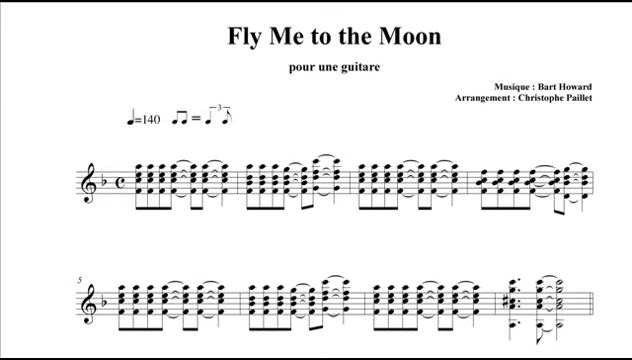 Fly Me to the Moon
pour une guitare
Musique : Bart Howard
Arrangement : Christophe Paillet
=140 = 3
5